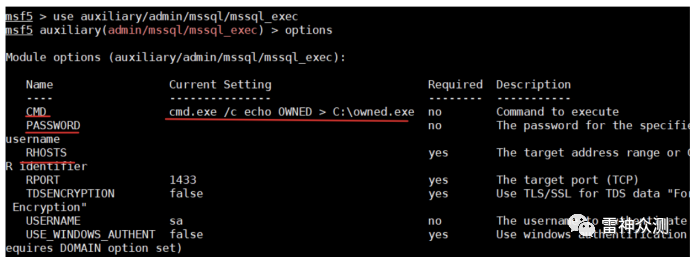 msf5 > use auxiliary/admin/mssql/mssql_exec
msf5 auxiliary(admin/mssql/mssql_exec) > options
Module options (auxiliary/admin/mssql/mssql_exec):
Name Current Setting Required Description
---- --------------- -------- -----------
CMD cmd.exe /c echo OWNED > C:\owned.exe no Command to execute
PASSWORD no The password for the specifie
username
RHOSTS yes The target address range or C
R identifier
RPORT 1433 yes The target port (TCP)
TDSENCRYPTION false yes Use TLS/SSL for TDS data "For
Encryption"
USERNAME sa no The username to
USE_WINDOWS_AUTHENT false yes Use windows authentification
equires DOMAIN option set)
雷神众测